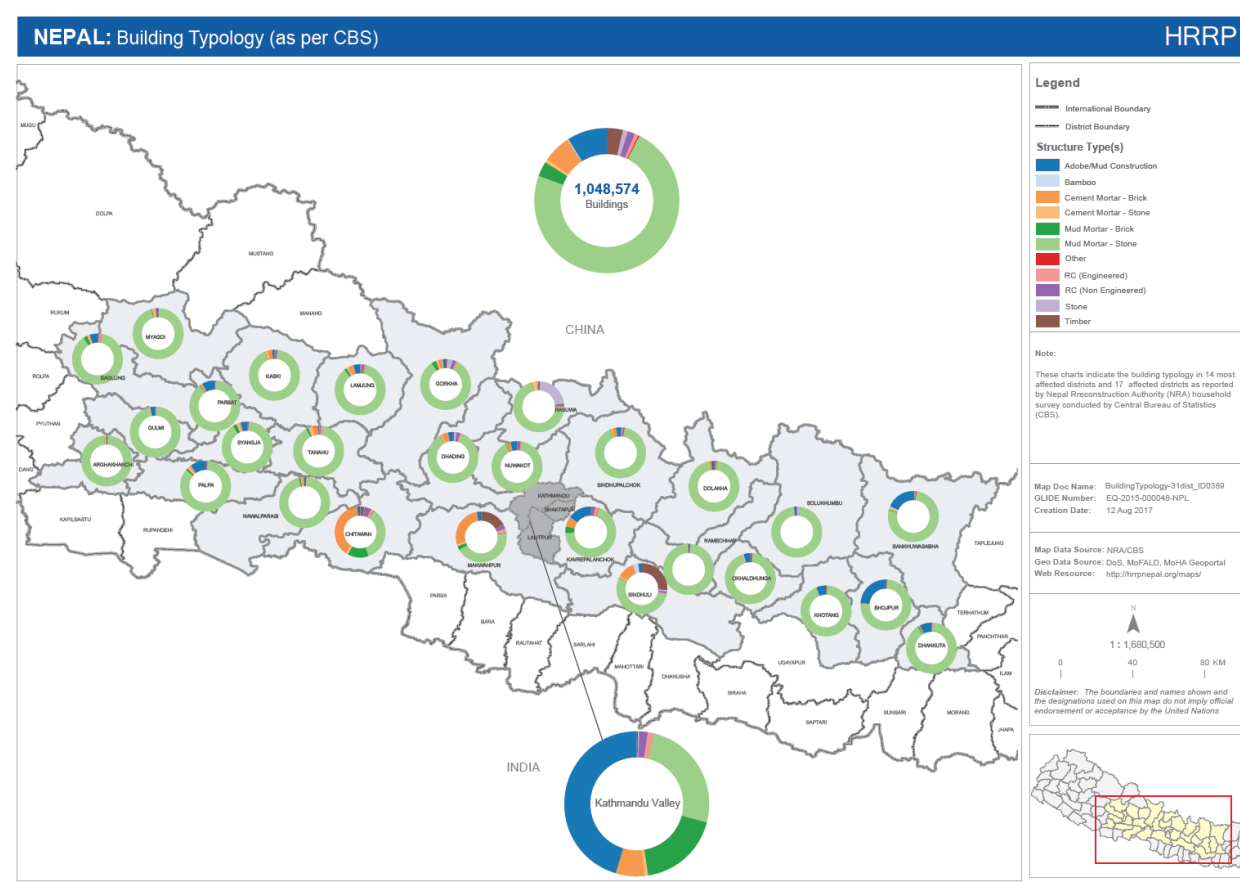 NEPAL: Building Typology (as per CBS)
HRRP
MUGU
DOLPA
MUSTANG
MANANG
RUKUM
ROLPA
PYUTHAN
DANG
KAPILBASTU
RUPANDEHI
CHINA
INDIA
1,048,574
Buildings
MYAGDI
BAGLUNG
KASKI
LAMJUNG
GORKHA
PARBAT
RASUWA
GULMI
SYANGJA
TANAHU
DHADING
NUWAKOT
SINDHUPALCHOK
ARGHAKHANCHI
PALPA
NAWALPARASI
DOLAKHA
SOLUKHUMBU
SANKHUWASABHA
TAPLEJUNG
CHITAWAN
MAKWANPUR
KATHMANDU
BHAKTAPUR
LALITPUR
KAVREPALANCHOK
RAMECHHAP
OKHALDHUNGA
SINDHULI
KHOTANG
BHOJPUR
DHANKUTA
TERHATHUM
PANCHTHAR
ILAM
PARSA
BARA
RAUTAHAT
SARLAHI
MAHOTTARI
DHANUSHA
SIRAHA
UDAYAPUR
SAPTARI
SUNSARI
MORANG
JHAPA
Kathmandu Valley
Legend
International Boundary
District Boundary
Structure Type(s)
Adobe/Mud Construction
Bamboo
Cement Mortar - Brick
Cement Mortar - Stone
Mud Mortar - Brick
Mud Mortar - Stone
Other
RC (Engineered)
RC (Non Engineered)
Stone
Timber
Note:
These charts indicate the building typology in 14 most
affected districts and 17 affected districts as reported
by Nepal Rreconstruction Authority (NRA) household
survey conducted by Central Bureau of Statistics
(CBS).
Map Doc Name: BuildingTypology-31dist_ID0389
GLIDE Number: EQ-2015-000048-NPL
Creation Date: 12 Aug 2017
Map Data Source: NRA/CBS
Geo Data Source: DoS, MoFALD, MoHA Geoportal
Web Resource: http://hrrpnepal.org/maps/
N
1 : 1,680,500
0 40 80 KM
Disclaimer: The boundaries and names shown and
the designations used on this map do not imply official
endorsement or acceptance by the United Nations